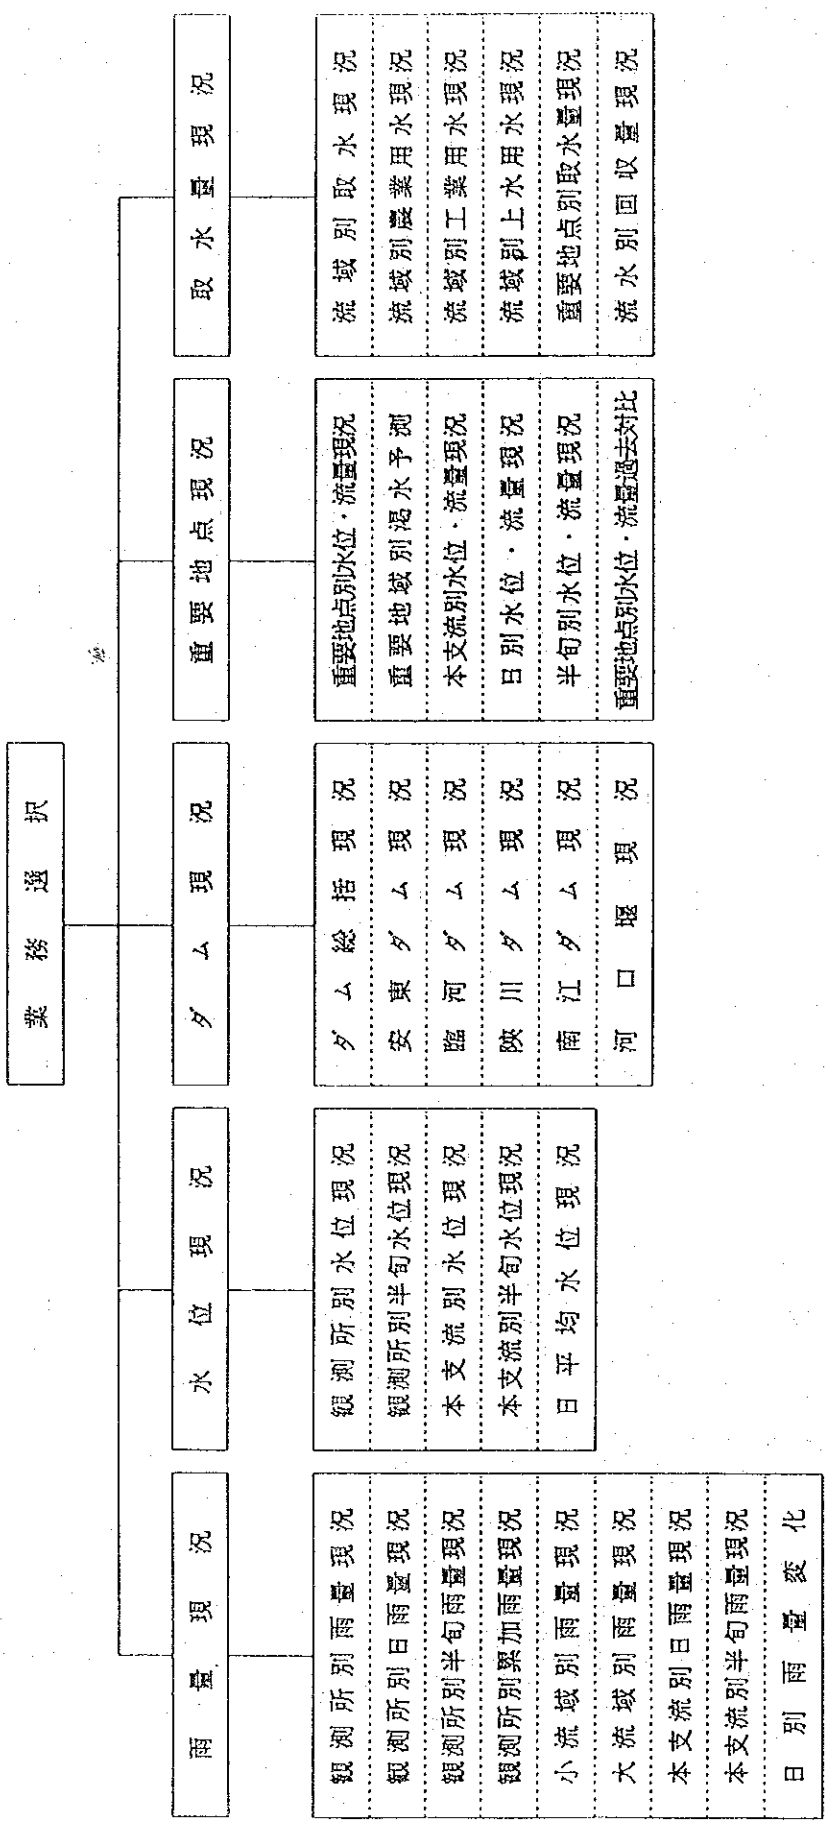 業務選択
雨量現況
観測所別雨量現況
観測所別日雨量現況
観測所別半旬雨量現況
観測所別累加雨量現況
小流域別雨量現況
大流域別雨量現況
本支流別日雨量現況
本支流別半旬雨量現況
日別雨量変化
水位現況
観測所別水位現況
観測所別半旬水位現況
本支流別水位現況
本支流別半旬水位現況
日平均水位現況
ダム現況
ダム総括現況
安東ダム現況
臨河ダム現況
陜川ダム現況
南江ダム現況
河口堰現況
重要地点現況
重要地点別水位・流量現況
重要地域別渇水予測
本支流別水位・流量現況
日別水位・流量現況
半旬別水位・流量現況
重要地点別水位・流量過去対比
取水量現況
流域別取水現況
流域別農業用水現況
流域別工業用水現況
流域別上水用水現況
重要地点別取水量現況
流水別回収量現況